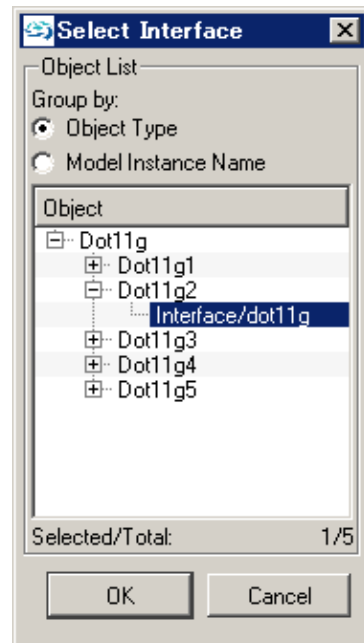 Select Interface
Object List
Group by:
Object Type
Model Instance Name
Object
Dot11g
Dot11g1
Dot11g2
Interface/dot11g
Dot11g3
Dot11g4
Dot11g5
Selected/Total: 1/5
OK Cancel